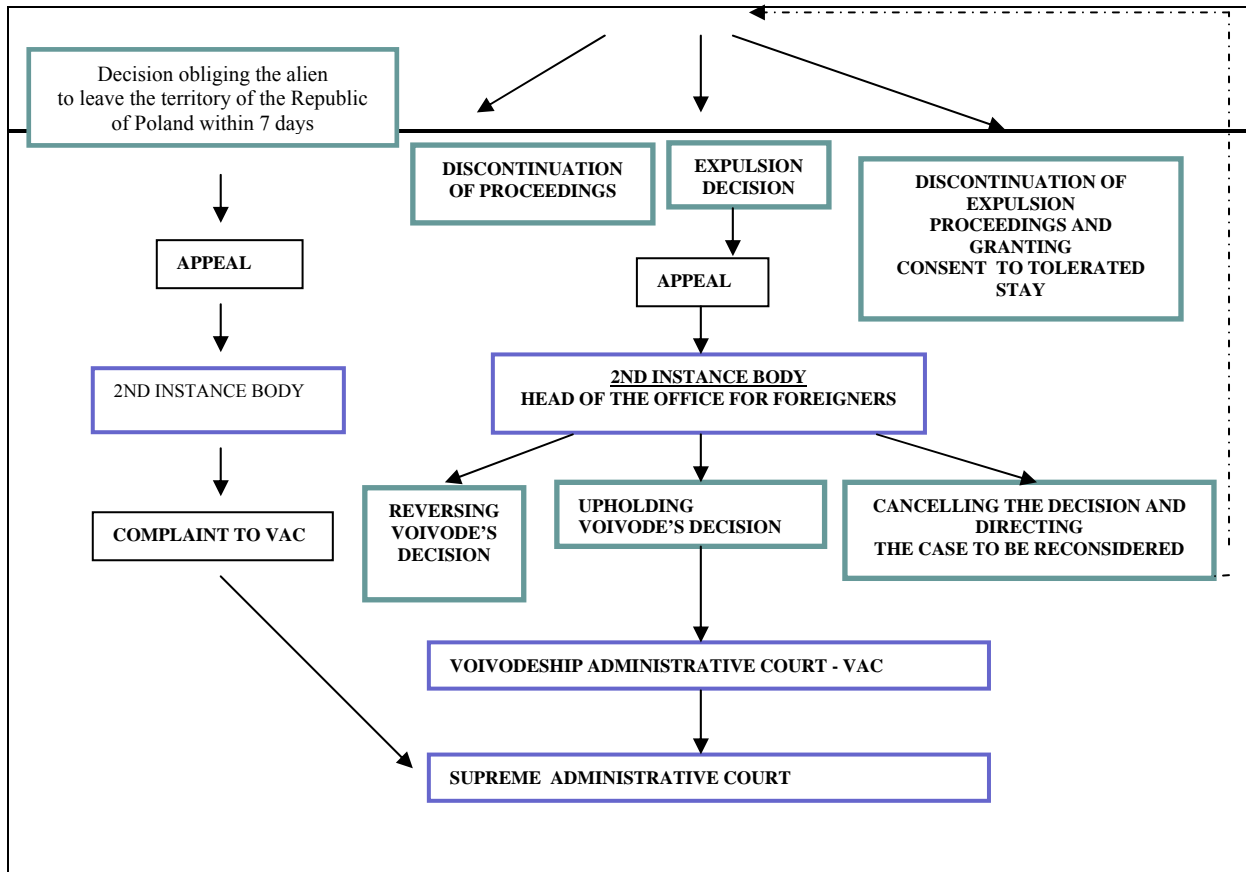 Decision obliging the alien
to leave the territory of the Republic
of Poland within 7 days
DISCONTINUATION
OF PROCEEDINGS
EXPULSION
DECISION
DISCONTINUATION OF
EXPULSION
PROCEEDINGS AND
GRANTING
CONSENT TO TOLERATED
STAY
APPEAL
APPEAL
2ND INSTANCE BODY
2ND INSTANCE BODY
HEAD OF THE OFFICE FOR FOREIGNERS
COMPLAINT TO VAC
REVERSING
VOIVODE'S
DECISION
UPHOLDING
VOIVODE'S DECISION
CANCELLING THE DECISION AND
DIRECTING
THE CASE TO BE RECONSIDERED
VOIVODESHIP ADMINISTRATIVE COURT - VAC
SUPREME ADMINISTRATIVE COURT